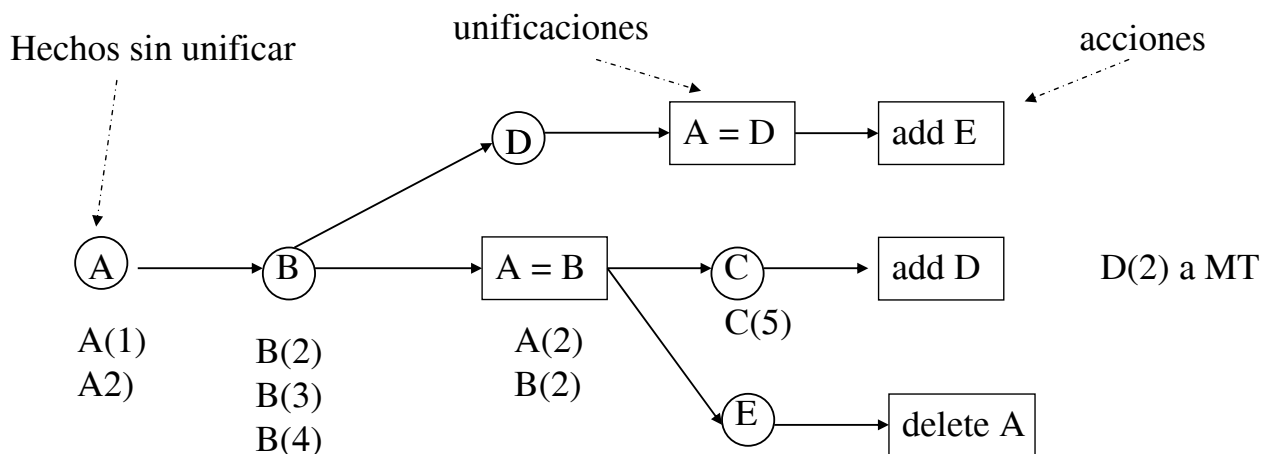 Hechos sin unificar
unificaciones
acciones
D
A = D
add E
A
B
A = B
C
add D
D(2) a MT
A(1)
A2)
B(2)
B(3)
B(4)
A(2)
B(2)
C(5)
E
delete A